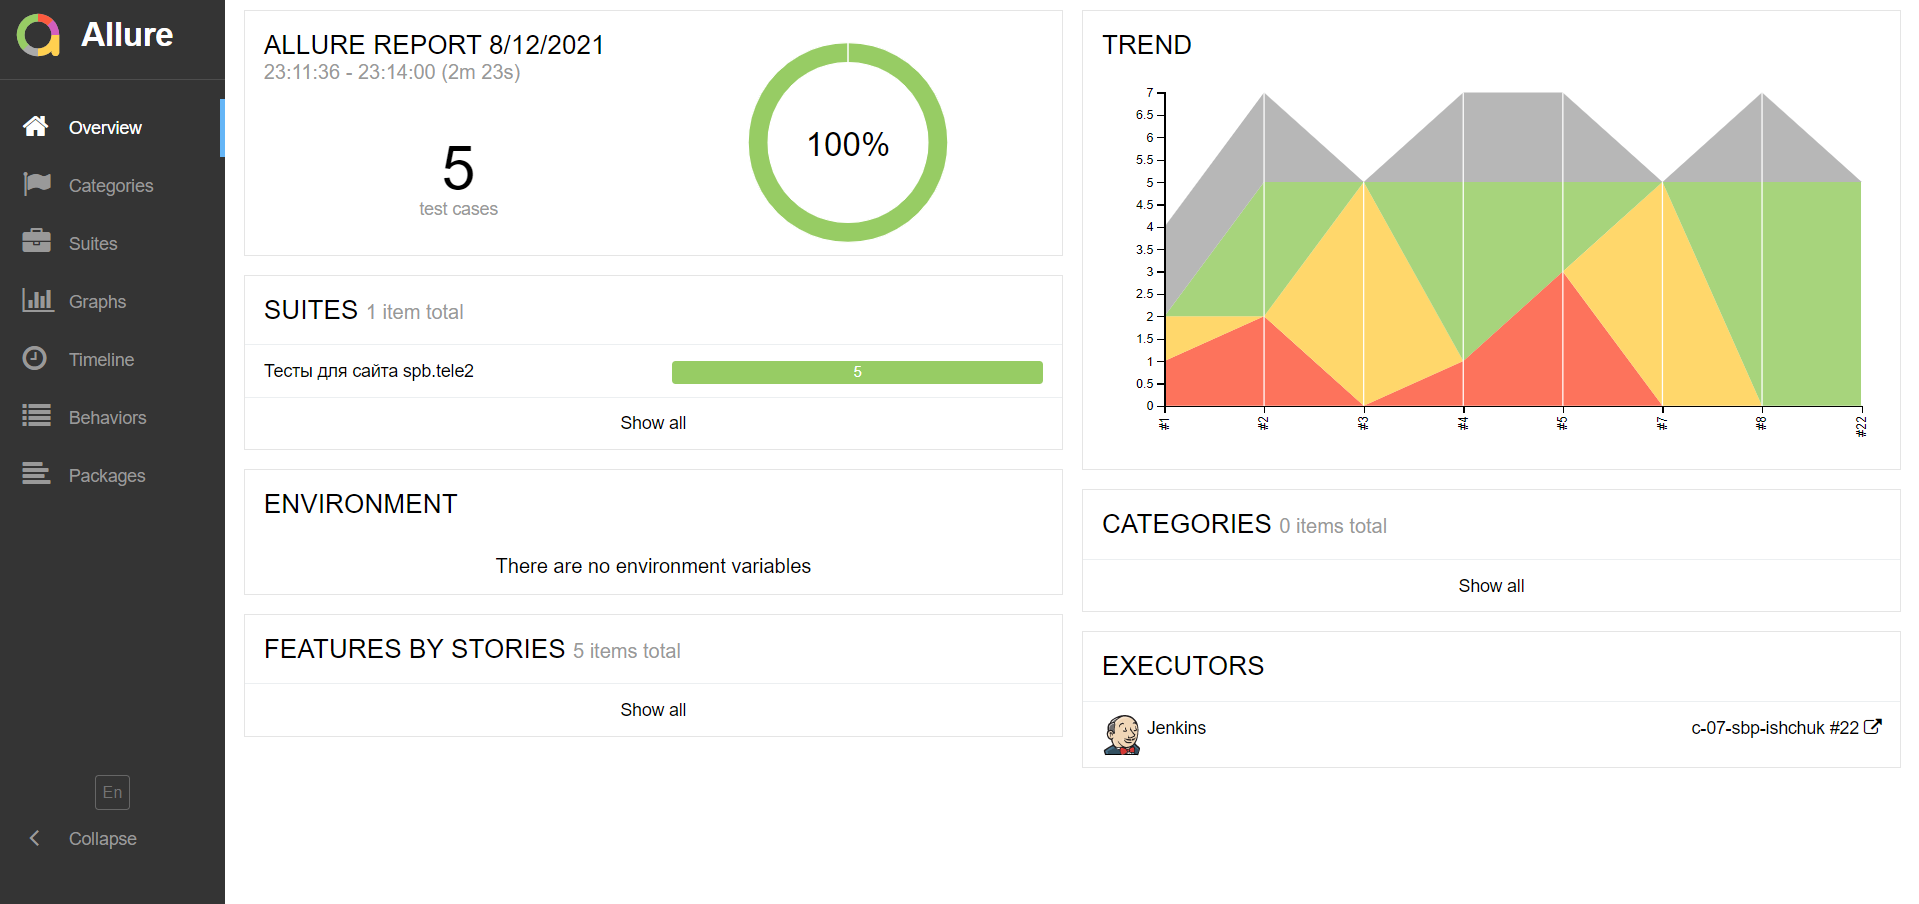 Allure
Overview
Categories
Suites
Graphs
Timeline
Behaviors
Packages
En
Collapse
ALLURE REPORT 8/12/2021
23:11:36 - 23:14:00 (2m 23s)
5
test cases
100%
SUITES 1 item total
Тесты для сайта spb.tele2
5
Show all
ENVIRONMENT
There are no environment variables
FEATURES BY STORIES 5 items total
Show all
TREND
7
6.5
6
5.5
5
4.5
4
3.5
3
2.5
2
1.5
1
0.5
0
#1
#2
#3
#4
#5
#7
#8
#22
CATEGORIES 0 items total
Show all
EXECUTORS
Jenkins
c-07-sbp-ishchuk #22